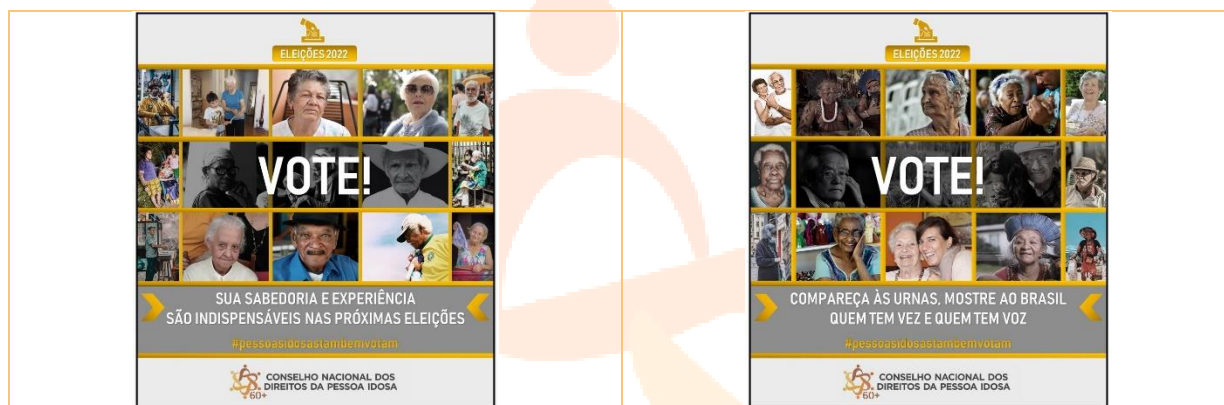 ELEIÇÕES 2022
VOTE!
SUA SABEDORIA E EXPERIÊNCIA
SÃO INDISPENSÁVEIS NAS PRÓXIMAS ELEIÇÕES
#pessoasidosastambemvotam
CONSELHO NACIONAL DOS
DIREITOS DA PESSOA IDOSA
60+
ELEIÇÕES 2022
VOTE!
COMPAREÇA ÀS URNAS, MOSTRE AO BRASIL
QUEM TEM VEZ E QUEM TEM VOZ
#pessoasidosastambemvotam
CONSELHO NACIONAL DOS
DIREITOS DA PESSOA IDOSA
60+